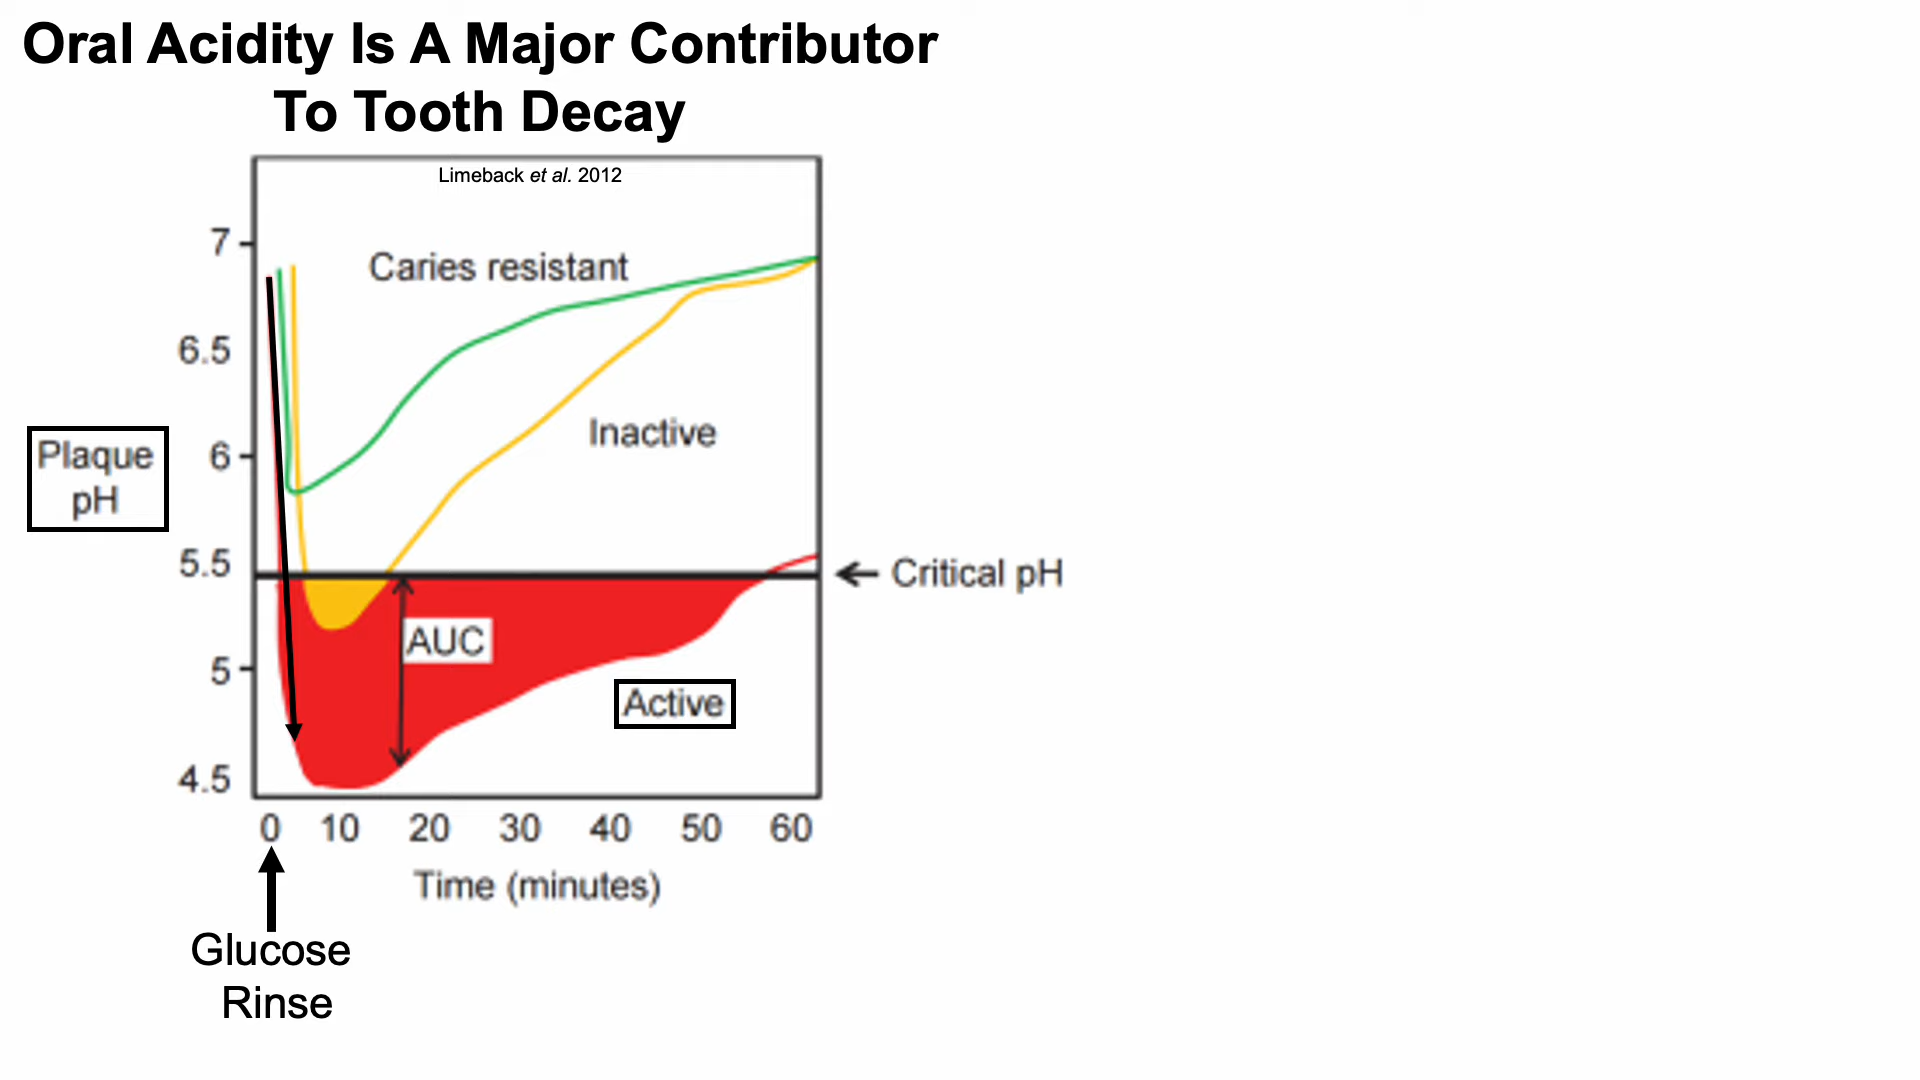 Oral Acidity Is A Major Contributor
To Tooth Decay
Limeback et al. 2012
7
Caries resistant
6.5
Inactive
Plaque
pH
6
5.5
Critical pH
AUC
5
Active
4.5
0 10 20 30 40 50 60
Time (minutes)
Glucose
Rinse